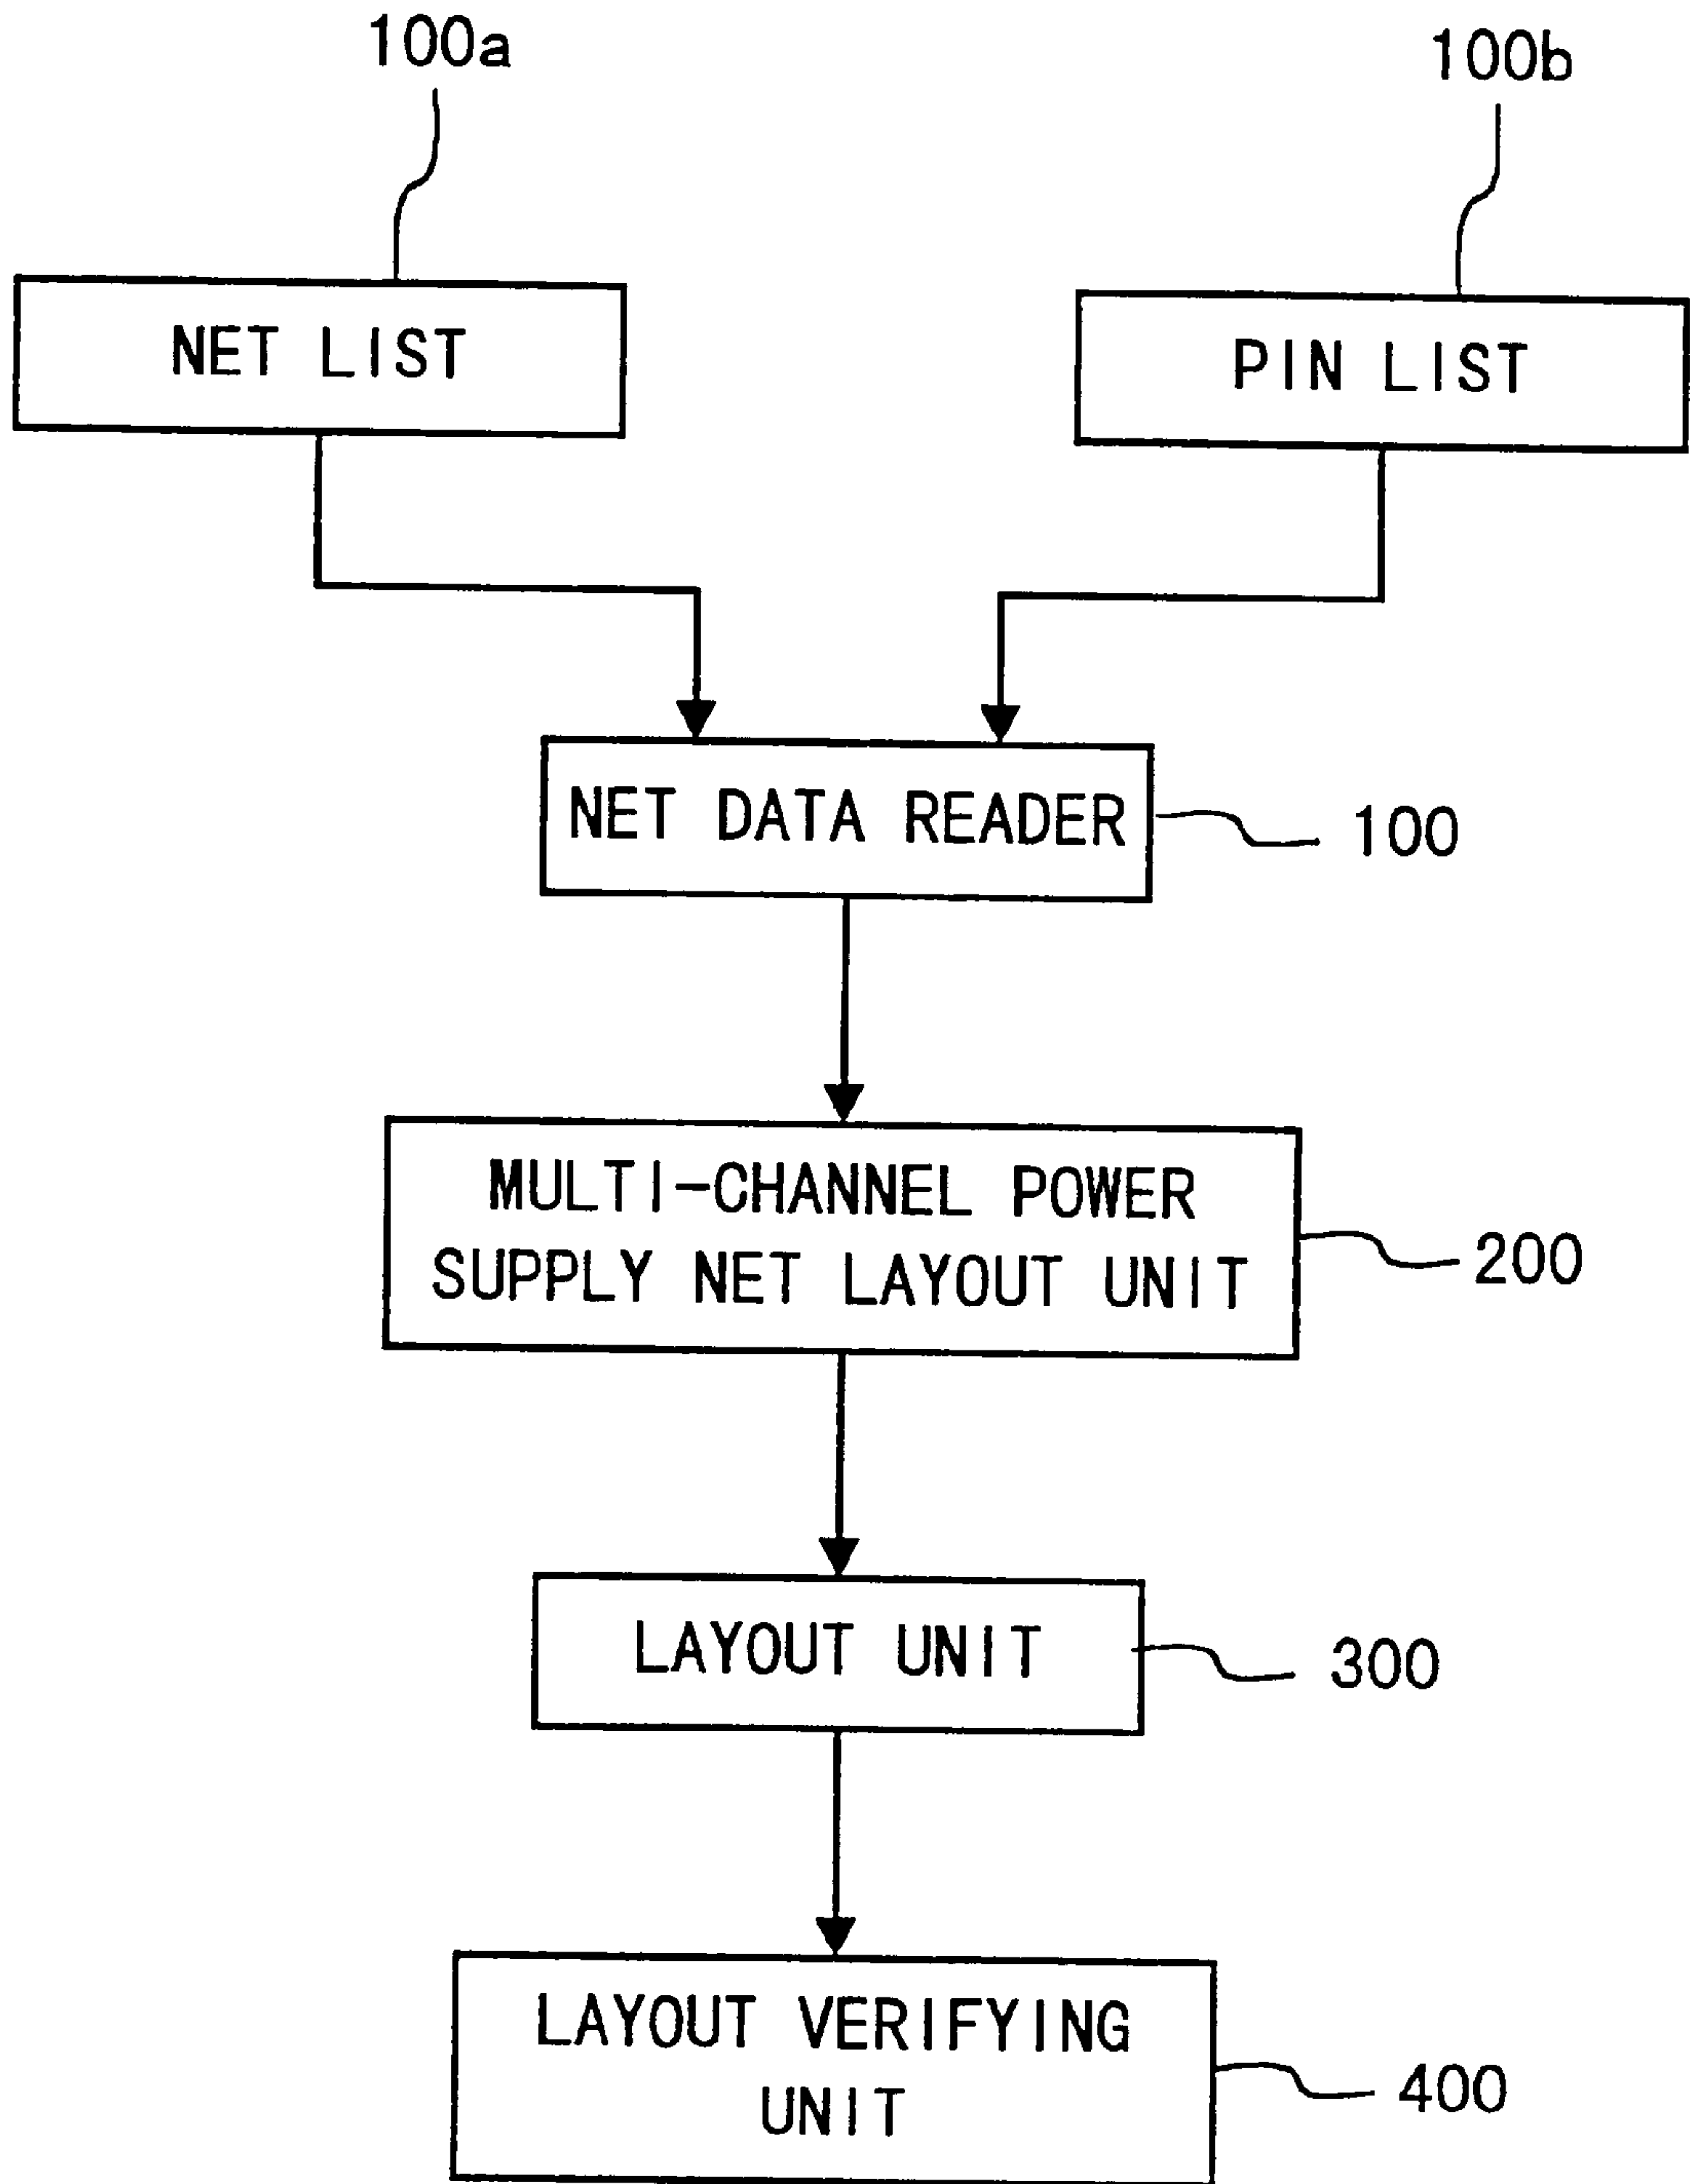 100a
100b
NET LIST
PIN LIST
NET DATA READER
100
MULTI-CHANNEL POWER
SUPPLY NET LAYOUT UNIT
200
LAYOUT UNIT
300
LAYOUT VERIFYING
UNIT
400